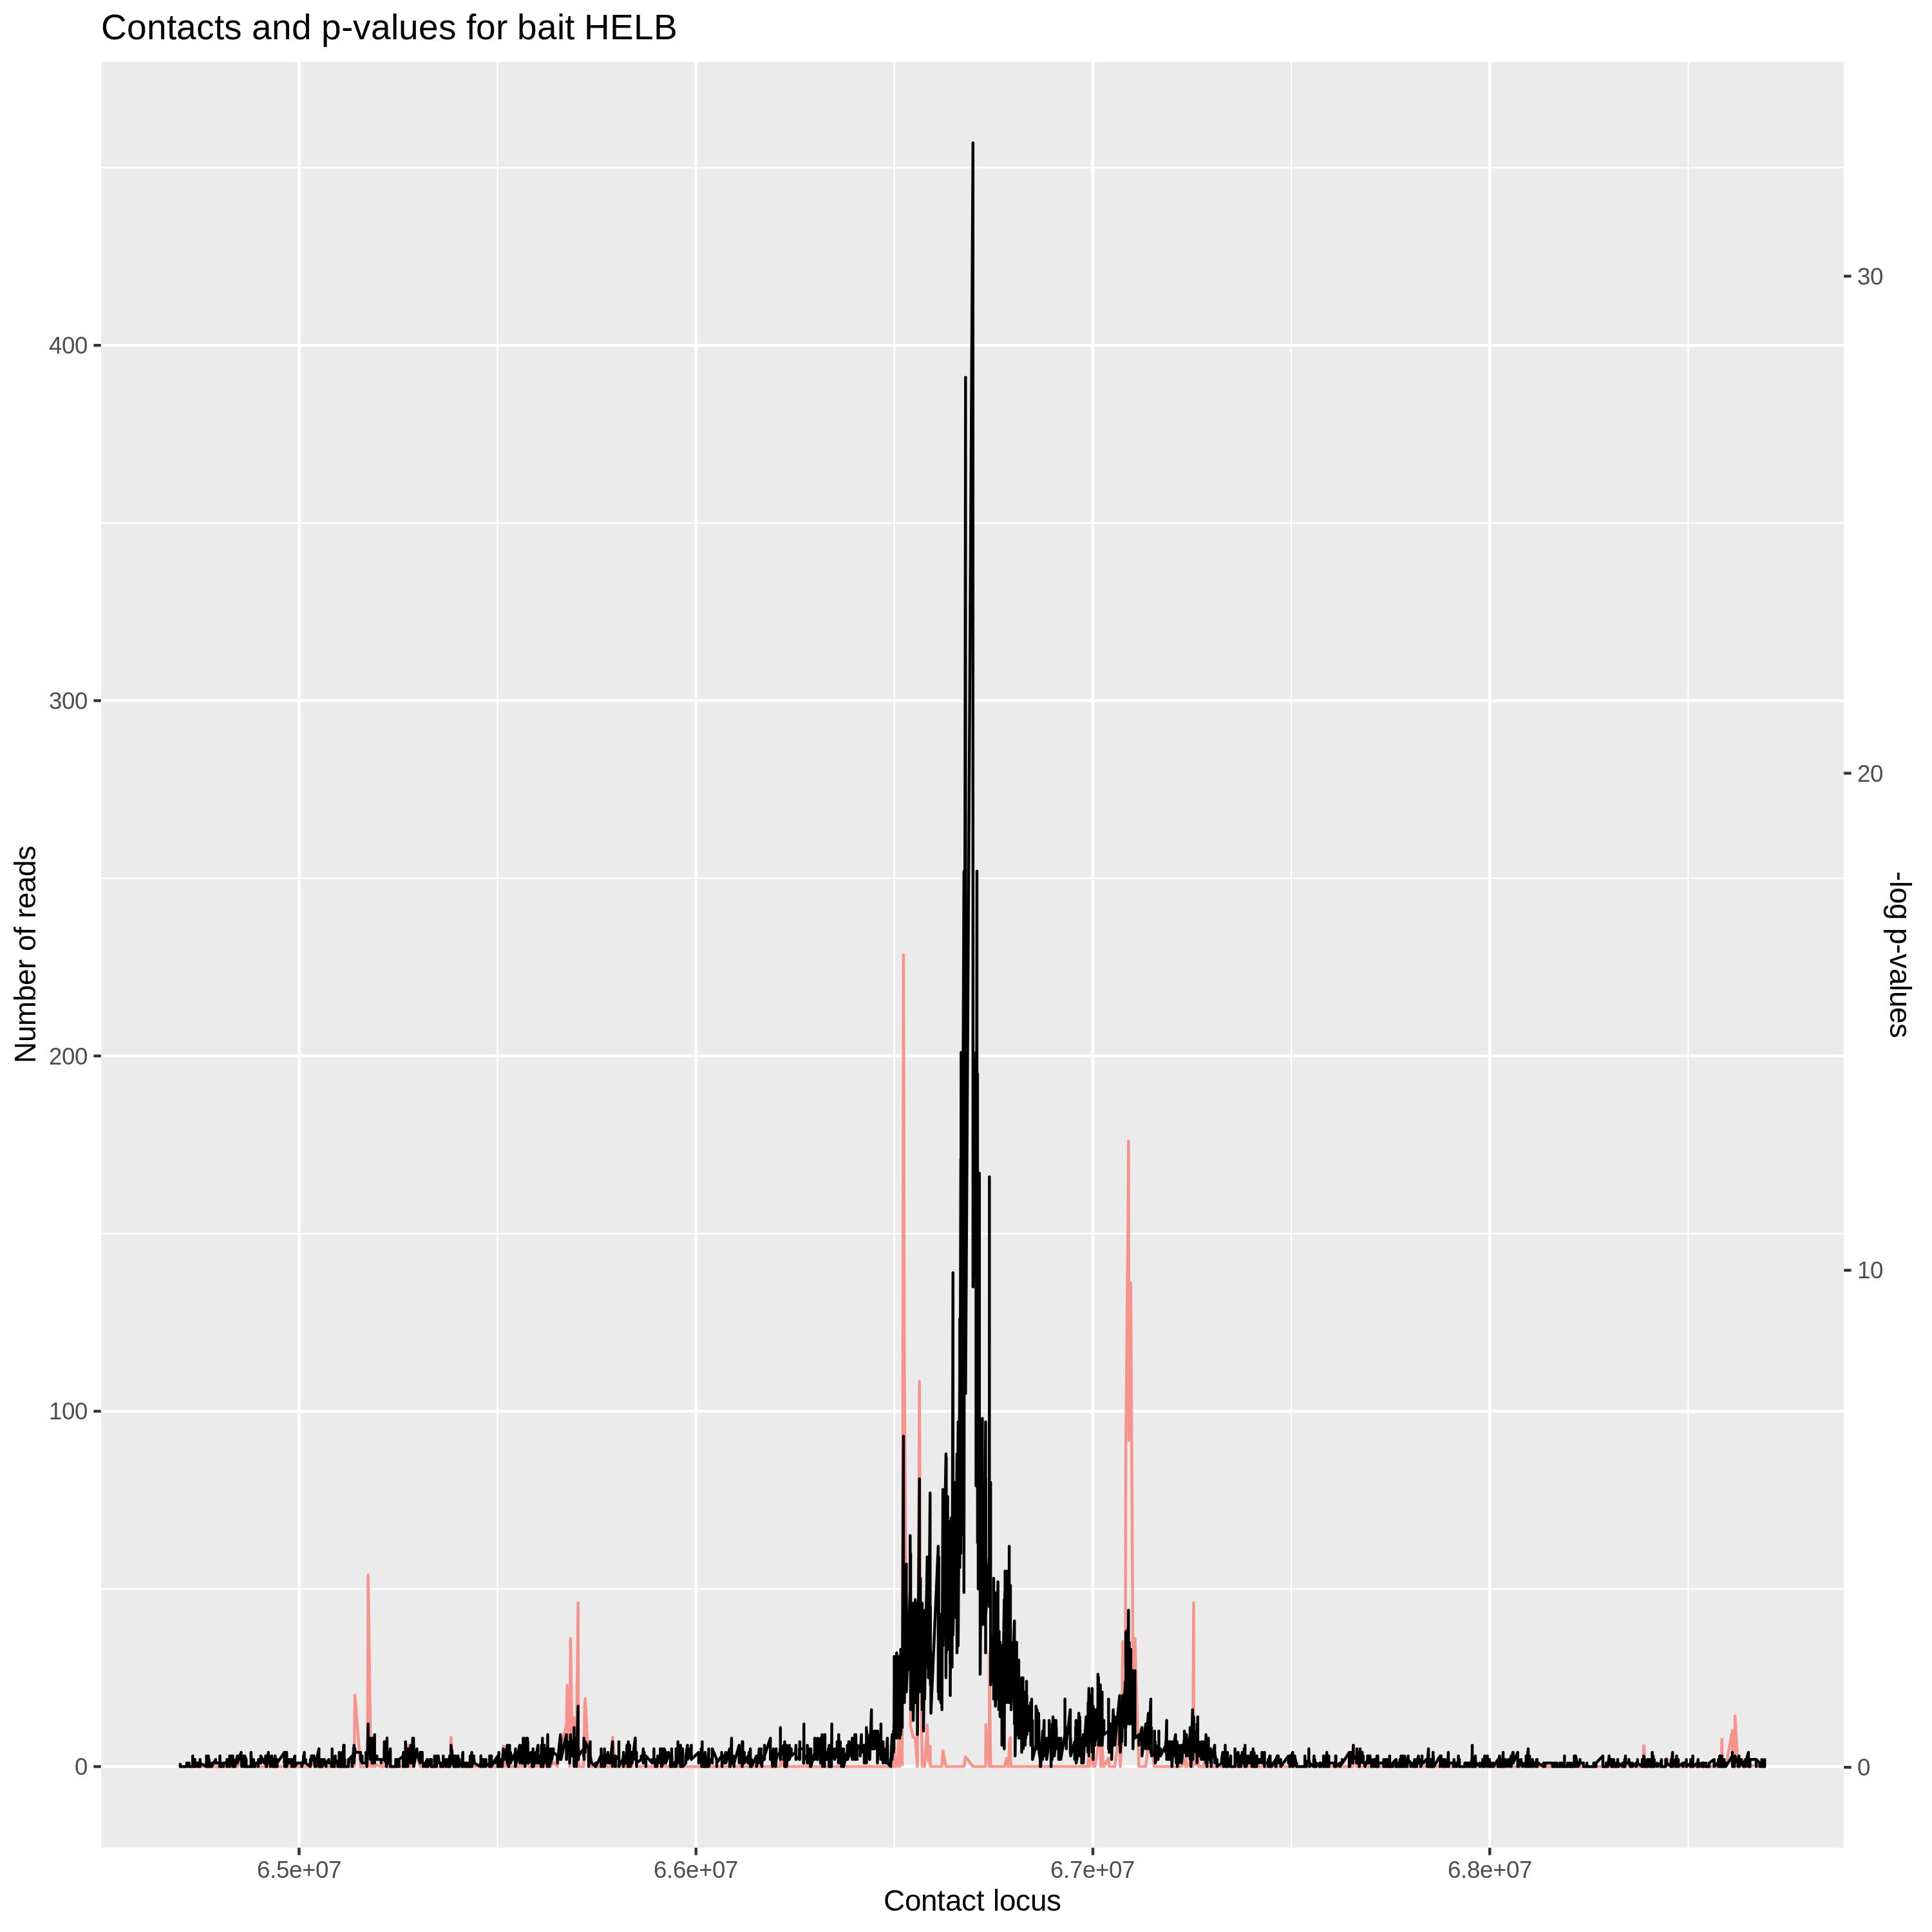 Contacts and p-values for bait HELB
Number of reads
400
300
200
100
0
30
20
10
0
-log p-values
6.5e+07
6.6e+07
6.7e+07
6.8e+07
Contact locus